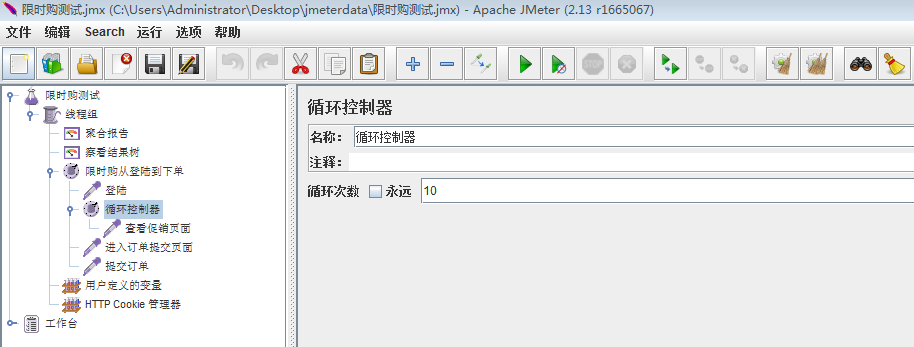 限时购测试.jmx (C:\Users\Administrator\Desktop\jmeterdata\限时购测试.jmx) - Apache JMeter (2.13 r1665067)
文件 编辑 Search 运行 选项 帮助
STOP
限时购测试
线程组
聚合报告
察看结果树
限时购从登陆到下单
登陆
循环控制器
查看促销页面
进入订单提交页面
提交订单
用户定义的变量
HTTP Cookie 管理器
工作台
循环控制器
名称： 循环控制器
注释：
循环次数 永远 10